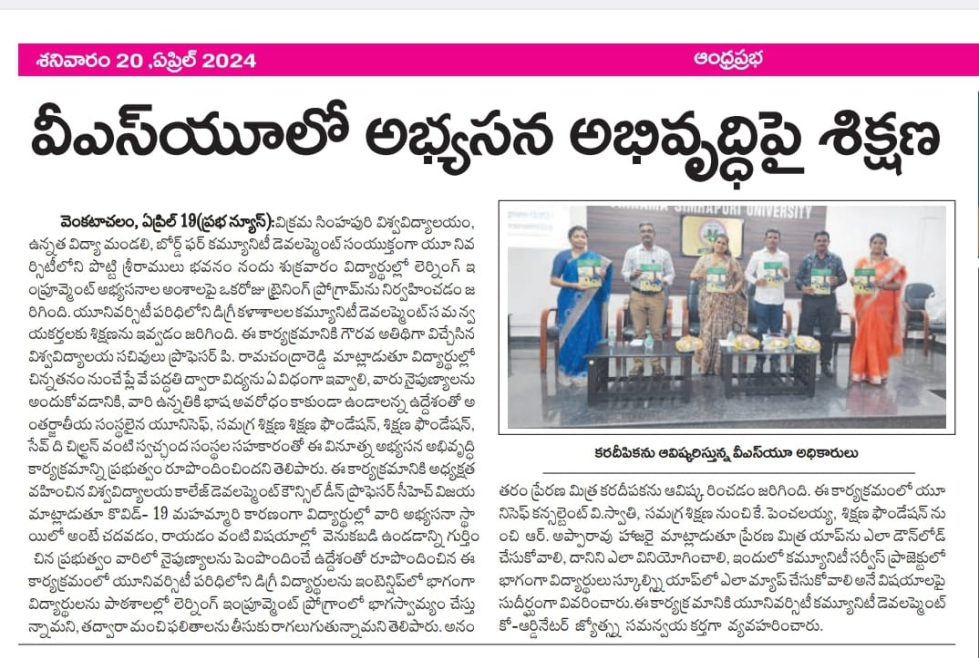 శనివారం 20 ,ఏప్రిల్ 2024
ఆంధ్రప్రభ
వీఎస్‌యూలో అభ్యసన అభివృద్ధిపై శిక్షణ
వెంకటాచలం, ఏప్రిల్ 19(ప్రభ న్యూస్):విక్రమ సింహపురి విశ్వవిద్యాలయం,
ఉన్నత విద్యా మండలి, బోర్డ్ ఫర్ కమ్యూనిటీ డెవలప్మెంట్ సంయుక్తంగా యూ నివ
ర్సిటీలోని పొట్టి శ్రీరాములు భవనం నందు శుక్రవారం విద్యార్థుల్లో లెర్నింగ్ ఇ
ంప్రూవ్మెంట్ అభ్యసనాల అంశాలపై ఒకరోజు ట్రైనింగ్ ప్రోగ్రామ్‌ను నిర్వహించడం జ
రిగింది. యూనివర్సిటీ పరిధిలోని డిగ్రీ కళాశాలల కమ్యూనిటీ డెవలప్మెంట్ స మన్వ
యకర్తలకు శిక్షణను ఇవ్వడం జరిగింది. ఈ కార్యక్రమానికి గౌరవ అతిథిగా విచ్చేసిన
విశ్వవిద్యాలయ సచివులు ప్రొఫెసర్ పి. రామచంద్రారెడ్డి మాట్లాడుతూ విద్యార్థుల్లో
చిన్నతనం నుంచే ప్లే వే పద్ధతి ద్వారా విద్యను ఏ విధంగా ఇవ్వాలి, వారు నైపుణ్యాలను
అందుకోవడానికి, వారి ఉన్నతికి భాష అవరోధం కాకుండా ఉండాలన్న ఉద్దేశంతో అ
ంతర్జాతీయ సంస్థలైన యూనిసెఫ్, సమగ్ర శిక్షణ శిక్షణ ఫౌండేషన్, శిక్షణ ఫౌండేషన్,
సేవ్ ది చిల్డ్రన్ వంటి స్వచ్ఛంద సంస్థల సహకారంతో ఈ వినూత్న అభ్యసన అభివృద్ధి
కార్యక్రమాన్ని ప్రభుత్వం రూపొందించిందని తెలిపారు. ఈ కార్యక్రమానికి అధ్యక్షత
వహించిన విశ్వవిద్యాలయ కాలేజ్ డెవలప్మెంట్ కౌన్సిల్ డీన్ ప్రొఫెసర్ సీహెచ్ విజయ
మాట్లాడుతూ కొవిడ్- 19 మహమ్మారి కారణంగా విద్యార్థుల్లో వారి అభ్యసనా స్థా
యిలో అంటే చదవడం, రాయడం వంటి విషయాల్లో వెనుకబడి ఉండడాన్ని గుర్తిం
చిన ప్రభుత్వం వారిలో నైపుణ్యాలను పెంపొందించే ఉద్దేశంతో రూపొందించిన ఈ
కార్యక్రమంలో యూనివర్సిటీ పరిధిలోని డిగ్రీ విద్యార్థులను ఇంటెన్షిప్‌లో భాగంగా
విద్యార్థులను పాఠశాలల్లో లెర్నింగ్ ఇంప్రూవ్మెంట్ ప్రోగ్రాంలో భాగస్వామ్యం చేస్తు
న్నామని, తద్వారా మంచి ఫలితాలను తీసుకు రాగలుగుతున్నామని తెలిపారు. అనం
VIKRAMA SIMHAPURI UNIVERSITY
కరదీపికను ఆవిష్కరిస్తున్న వీఎస్‌యూ అధికారులు
తరం ప్రేరణ మిత్ర కరదీపకను ఆవిష్క రించడం జరిగింది. ఈ కార్యక్రమంలో యూ
నిసెఫ్ కన్సల్టెంట్ వి.స్వాతి, సమగ్ర శిక్షణ నుంచి కే. పెంచలయ్య, శిక్షణ ఫౌండేషన్ ను
ంచి ఆర్. అప్పారావు హాజరై మాట్లాడుతూ ప్రేరణ మిత్ర యాప్‌ను ఎలా డౌన్‌లోడ్
చేసుకోవాలి, దానిని ఎలా వినియోగించాలి, ఇందులో కమ్యూనిటీ సర్వీస్ ప్రాజెక్టులో
భాగంగా విద్యార్థులు స్కూల్స్ని యాప్‌లో ఎలా మ్యాప్ చేసుకోవాలి అనే విషయాలపై
సుదీర్ఘంగా వివరించారు.ఈ కార్యక్ర మానికి యూనివర్సిటీ కమ్యూనిటీ డెవలప్మెంట్
కో-ఆర్డినేటర్ జ్యోత్స్న సమన్వయ కర్తగా వ్యవహరించారు.